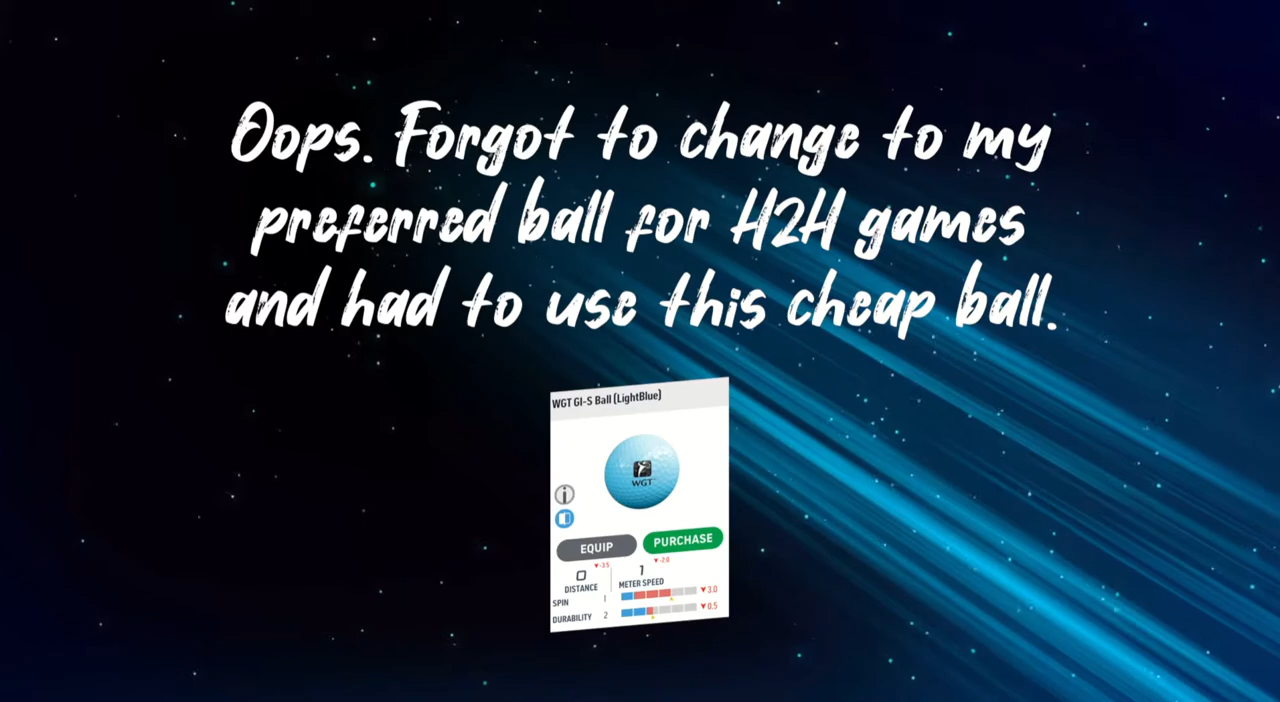 Oops. Forgot to change to my
preferred ball for H2H games
and had to use this cheap ball.
WGT GI-S Ball (LightBlue)
WGT
i
EQUIP
PURCHASE
▼-3.5
▼-2.0
0
1
DISTANCE
METER SPEED
SPIN 1 ▼3.0
DURABILITY 2 ▼0.5